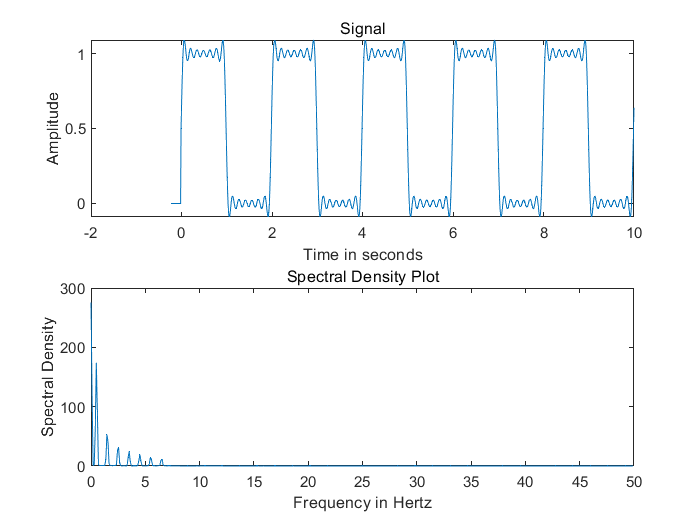 Signal
Amplitude
1
0.5
0
-2 0 2 4 6 8 10
Time in seconds
Spectral Density Plot
Spectral Density
300
200
100
0
0 5 10 15 20 25 30 35 40 45 50
Frequency in Hertz